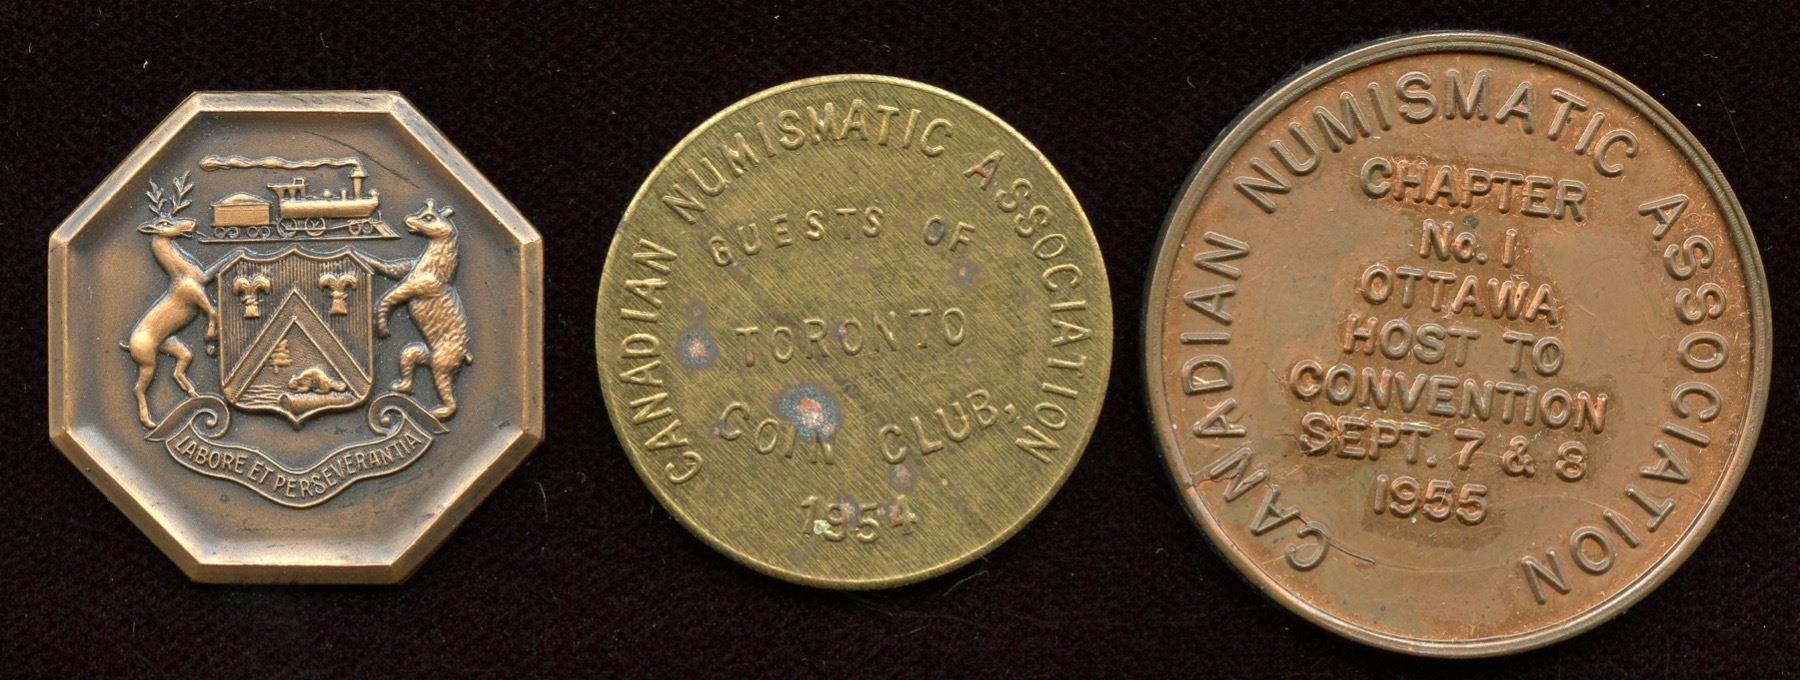 LABORE ET PERSEVERANTIA
CANADIAN NUMISMATIC ASSOCIATION
GUESTS OF
TORONTO
COIN CLUB,
1954
CANADIAN NUMISMATIC ASSOCIATION
CHAPTER
No. 1
OTTAWA
HOST TO
CONVENTION
SEPT. 7 & 8
1955